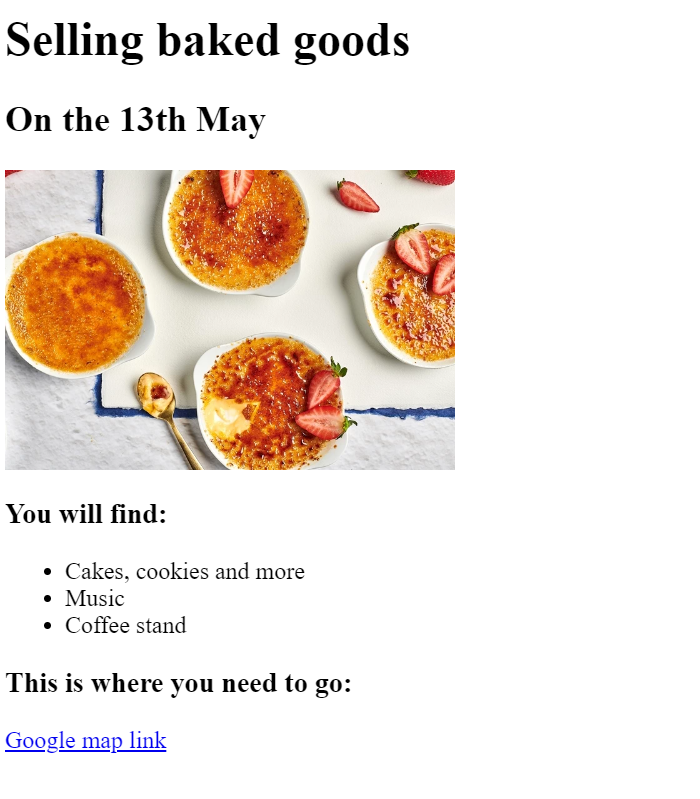 Selling baked goods
On the 13th May
You will find:
Cakes, cookies and more
Music
Coffee stand
This is where you need to go:
Google map link